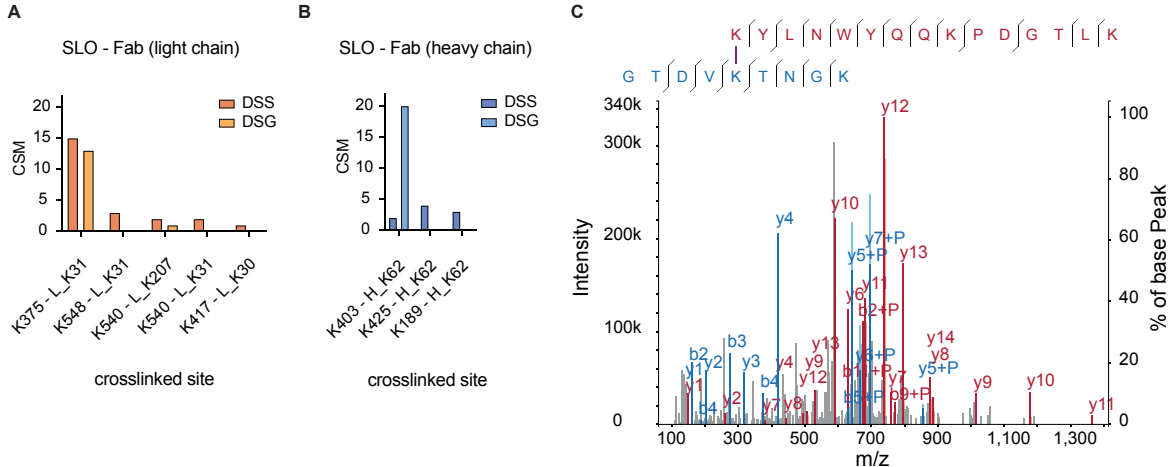 A
SLO - Fab (light chain)
DSS
DSG
CSM
20
15
10
5
0
K375 - L_K31
K548 - L_K31
K540 - L_K207
K540 - L_K31
K417 - L_K30
crosslinked site
B
SLO - Fab (heavy chain)
DSS
DSG
CSM
20
15
10
5
0
K403 - H_K62
K425 - H_K62
K189 - H_K62
crosslinked site
C
K Y L N W Y Q Q K P D G T L K
G T D V K T N G K
340k
300k
200k
100k
0
Intensity
100
80
60
40
20
0
% of base Peak
y12
y10
y4
y7+P
y5+P
y13
y6
y11
b2+P
b2
y2
b3
y3
y1
b4
y2
b4
y7
y4
y8
y9
y13
y12
b5+P
y7
b9+P
y14
y8
y5+P
y9
y10
y11
100
300
500
700
900
1,100
1,300
m/z